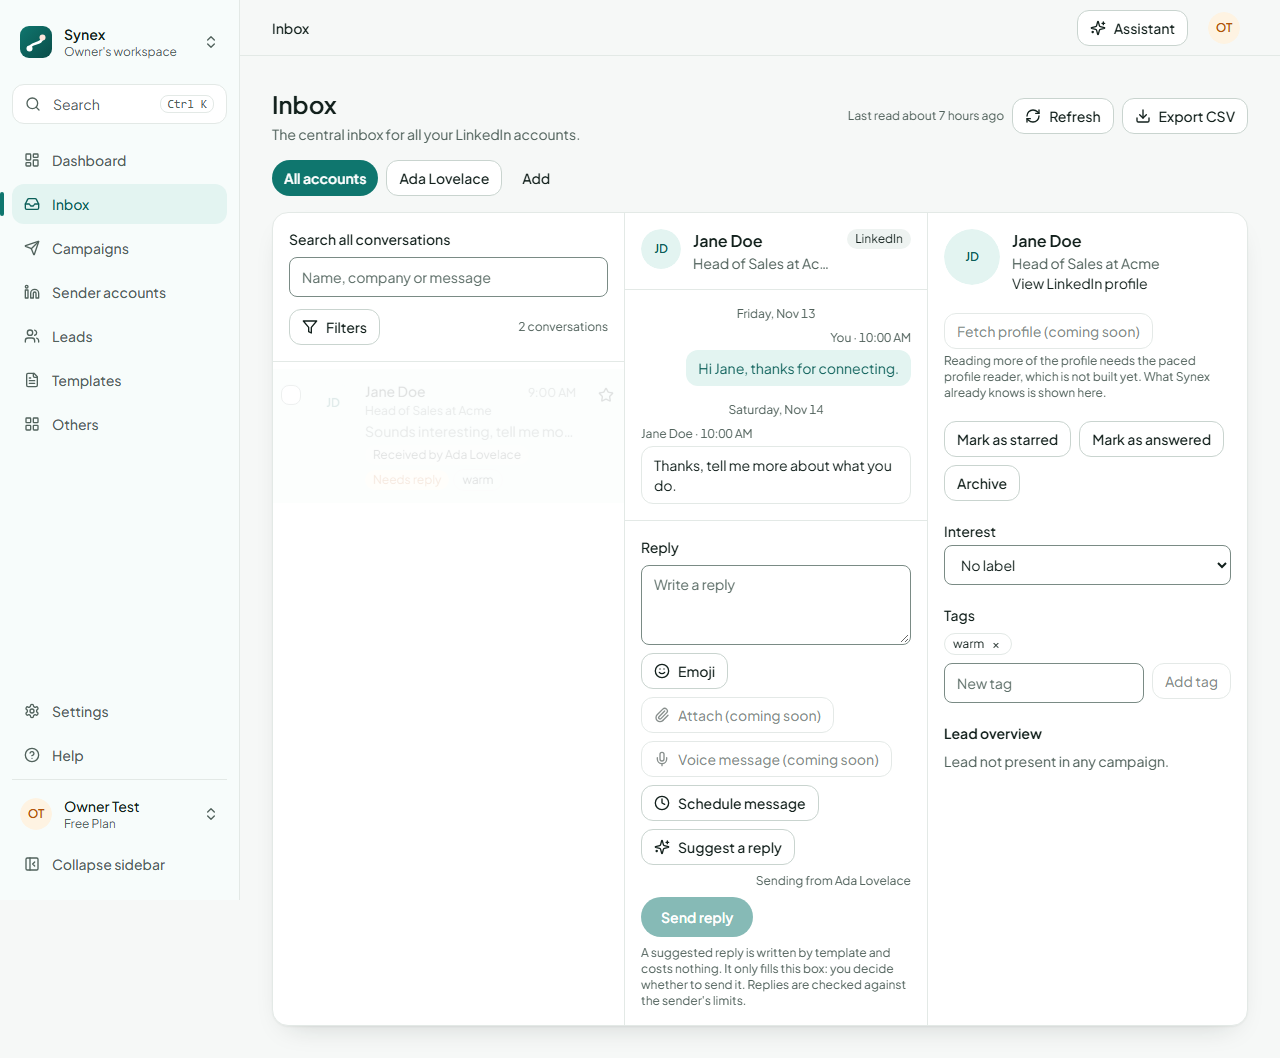 Synex
Owner's workspace
Search
Ctrl K
Dashboard
Inbox
Campaigns
Sender accounts
Leads
Templates
Others
Settings
Help
OT
Owner Test
Free Plan
Collapse sidebar
Inbox
Assistant
OT
Inbox
The central inbox for all your LinkedIn accounts.
Last read about 7 hours ago
Refresh
Export CSV
All accounts
Ada Lovelace
Add
Search all conversations
Name, company or message
Filters
2 conversations
JD
Jane Doe
9:00 AM
Head of Sales at Acme
Sounds interesting, tell me mo...
Received by Ada Lovelace
Needs reply
warm
JD
Jane Doe
LinkedIn
Head of Sales at Ac...
Friday, Nov 13
You · 10:00 AM
Hi Jane, thanks for connecting.
Saturday, Nov 14
Jane Doe · 10:00 AM
Thanks, tell me more about what you
do.
Reply
Write a reply
Emoji
Attach (coming soon)
Voice message (coming soon)
Schedule message
Suggest a reply
Sending from Ada Lovelace
Send reply
A suggested reply is written by template and
costs nothing. It only fills this box: you decide
whether to send it. Replies are checked against
the sender's limits.
JD
Jane Doe
Head of Sales at Acme
View LinkedIn profile
Fetch profile (coming soon)
Reading more of the profile needs the paced
profile reader, which is not built yet. What Synex
already knows is shown here.
Mark as starred
Mark as answered
Archive
Interest
No label
Tags
warm ×
New tag
Add tag
Lead overview
Lead not present in any campaign.